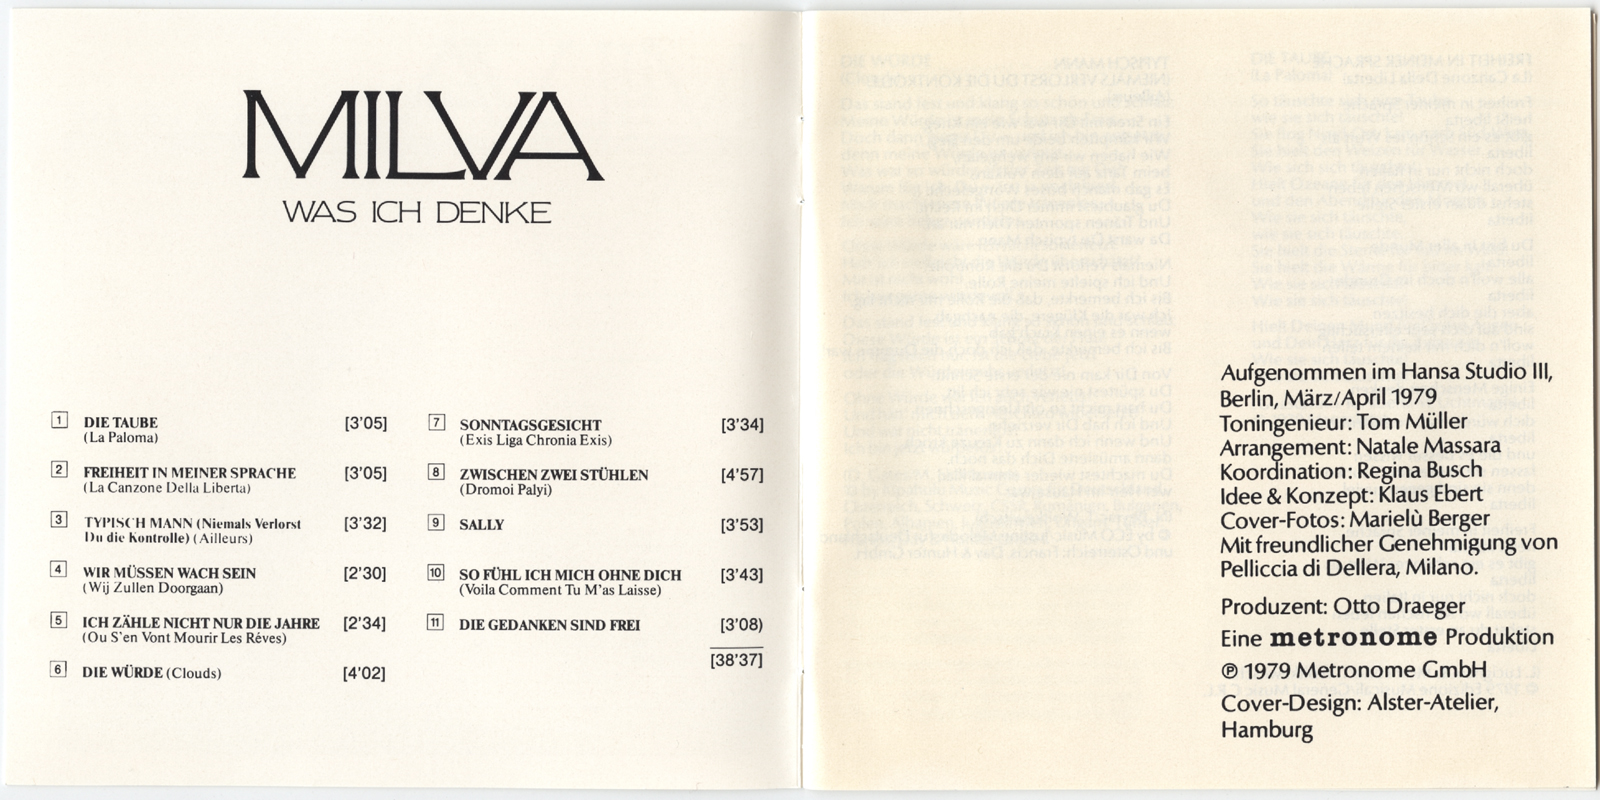 MILVA
WAS ICH DENKE
1 DIE TAUBE [3'05]
(La Paloma)
2 FREIHEIT IN MEINER SPRACHE [3'05]
(La Canzone Della Liberta)
3 TYPISCH MANN (Niemals Verlorst [3'32]
Du die Kontrolle) (Ailleurs)
4 WIR MÜSSEN WACH SEIN [2'30]
(Wij Zullen Doorgaan)
5 ICH ZÄHLE NICHT NUR DIE JAHRE [2'34]
(Ou S'en Vont Mourir Les Rêves)
6 DIE WÜRDE (Clouds) [4'02]
7 SONNTAGSGESICHT [3'34]
(Exis Liga Chronia Exis)
8 ZWISCHEN ZWEI STÜHLEN [4'57]
(Dromoi Palyi)
9 SALLY [3'53]
10 SO FÜHL ICH MICH OHNE DICH [3'43]
(Voila Comment Tu M'as Laisse)
11 DIE GEDANKEN SIND FREI [3'08)
[38'37]
Aufgenommen im Hansa Studio III,
Berlin, März/April 1979
Toningenieur: Tom Müller
Arrangement: Natale Massara
Koordination: Regina Busch
Idee & Konzept: Klaus Ebert
Cover-Fotos: Marielù Berger
Mit freundlicher Genehmigung von
Pelliccia di Dellera, Milano.
Produzent: Otto Draeger
Eine metronome Produktion
℗ 1979 Metronome GmbH
Cover-Design: Alster-Atelier,
Hamburg